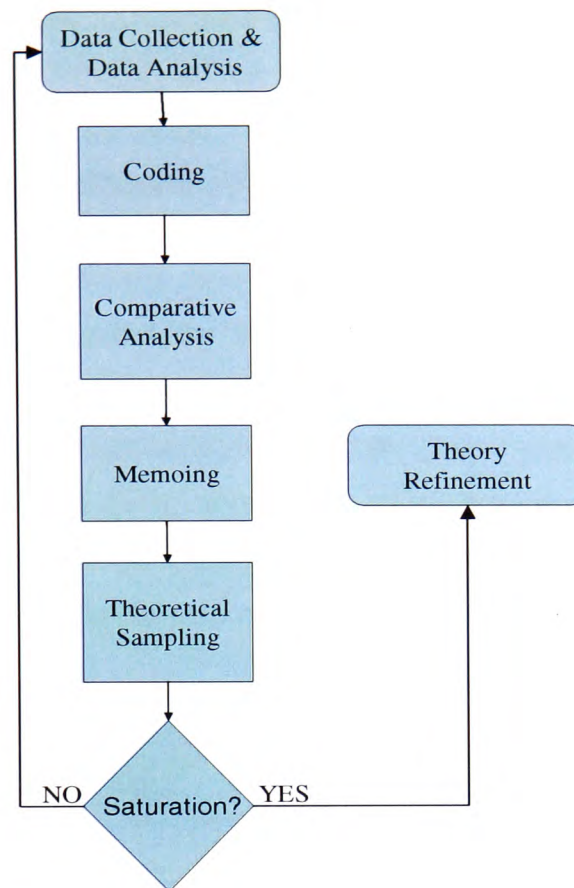 Data Collection &
Data Analysis
Coding
Comparative
Analysis
Memoing
Theory
Refinement
Theoretical
Sampling
NO
Saturation?
YES